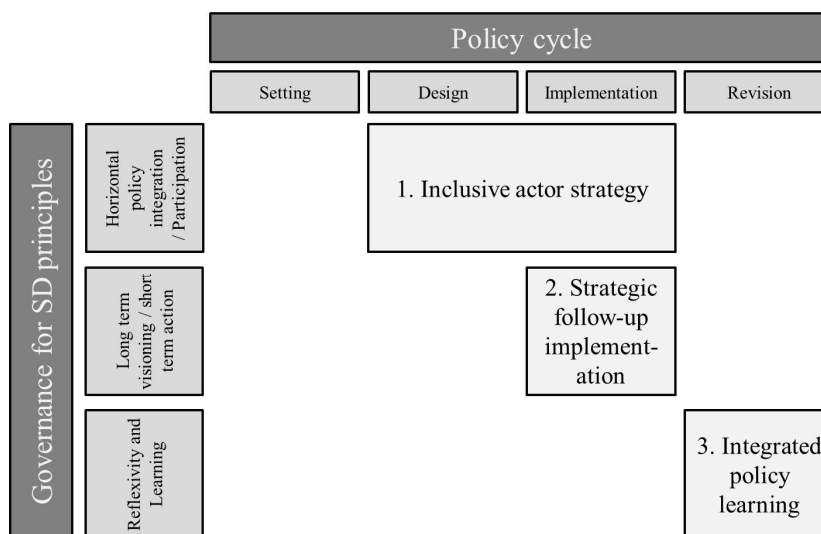 Policy cycle
Setting
Design
Implementation
Revision
Governance for SD principles
Horizontal
policy
integration
/ Participation
1. Inclusive actor strategy
Long term
visioning / short
term action
2. Strategic
follow-up
implement-
ation
Reflexivity and
Learning
3. Integrated
policy
learning